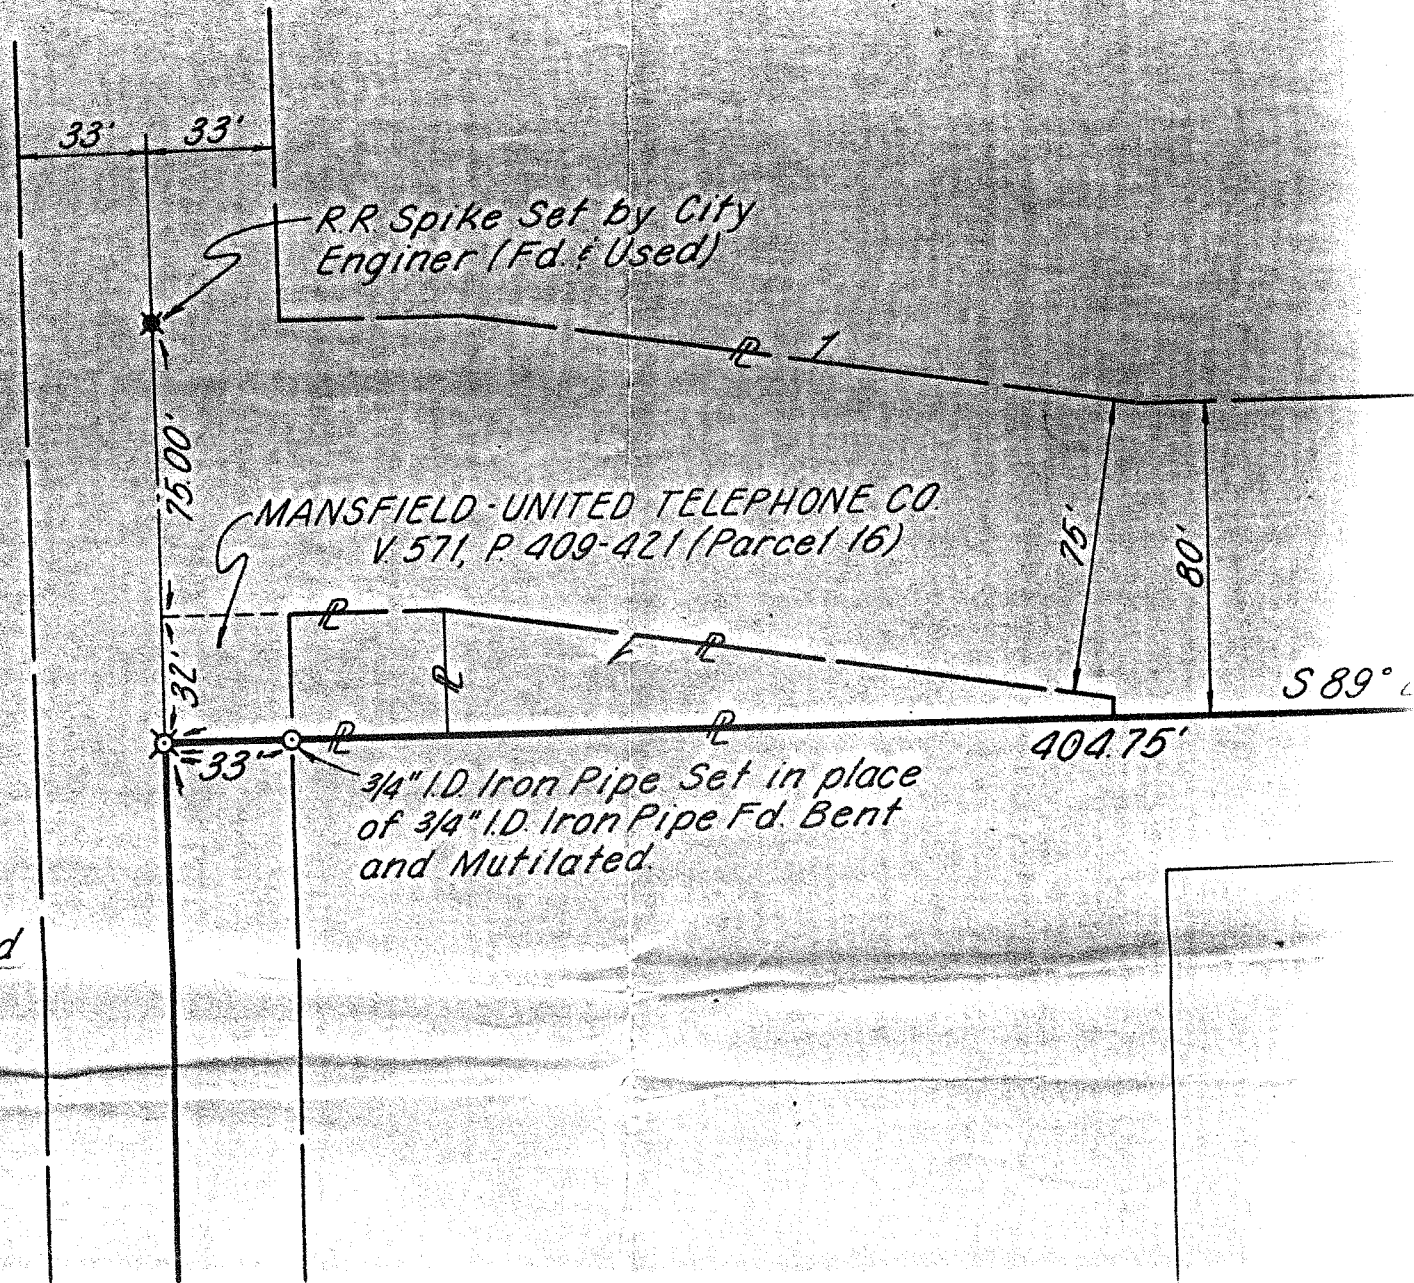 33' 33'
R.R. Spike Set by City
Enginer (Fd. & Used)
75.00'
MANSFIELD-UNITED TELEPHONE CO.
V. 571, P. 409-421 (Parcel 16)
75'
80'
32'
S 89°
33'
404.75'
3/4" I.D. Iron Pipe Set in place
of 3/4" I.D. Iron Pipe Fd. Bent
and Mutilated.
℄
℄
℄
℄
℄
℄